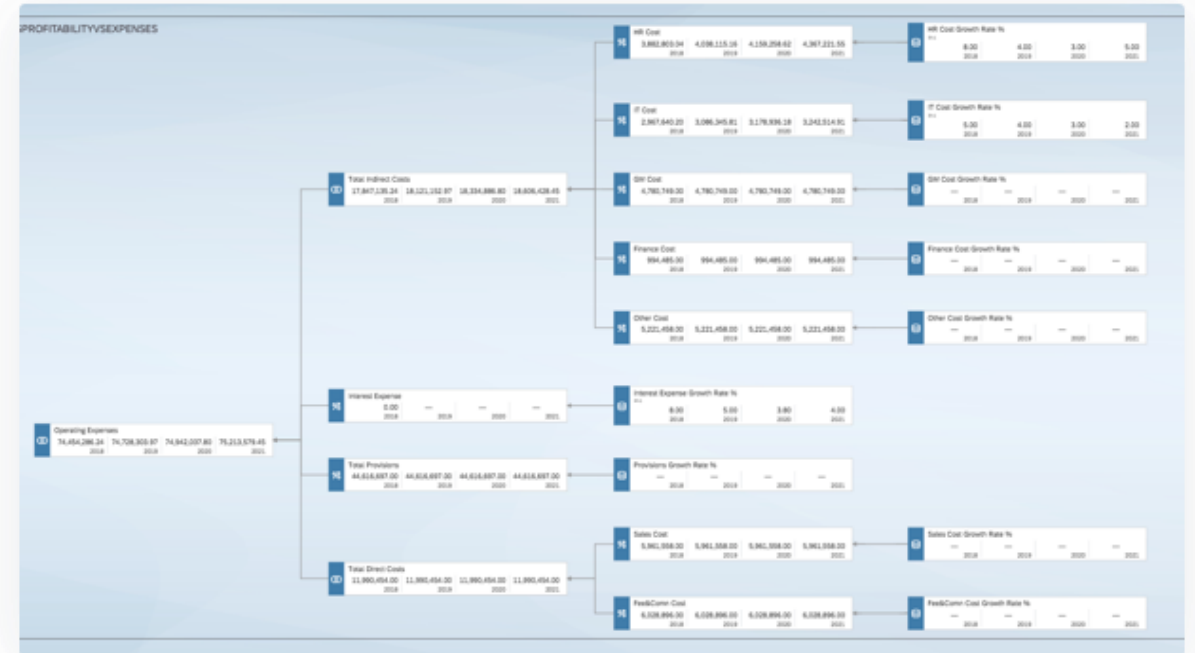 PROFITABILITYVSEXPENSES
HR Cost
3,882,803.04 4,038,115.16 4,159,258.62 4,367,221.55
2018 2019 2020 2021
HR Cost Growth Rate %
8.00 4.00 3.00 5.00
2018 2019 2020 2021
IT Cost
2,967,640.20 3,086,345.81 3,178,936.18 3,242,514.91
2018 2019 2020 2021
IT Cost Growth Rate %
5.00 4.00 3.00 2.00
2018 2019 2020 2021
Total Indirect Costs
17,847,135.24 18,121,152.97 18,334,886.80 18,606,428.45
2018 2019 2020 2021
GM Cost
4,780,749.00 4,780,749.00 4,780,749.00 4,780,749.00
2018 2019 2020 2021
GM Cost Growth Rate %
— — — —
2018 2019 2020 2021
Finance Cost
994,485.00 994,485.00 994,485.00 994,485.00
2018 2019 2020 2021
Finance Cost Growth Rate %
— — — —
2018 2019 2020 2021
Other Cost
5,221,458.00 5,221,458.00 5,221,458.00 5,221,458.00
2018 2019 2020 2021
Other Cost Growth Rate %
— — — —
2018 2019 2020 2021
Interest Expense
0.00 — — —
2018 2019 2020 2021
Interest Expense Growth Rate %
8.00 5.00 3.80 4.00
2018 2019 2020 2021
Operating Expenses
74,454,286.24 74,728,303.97 74,942,037.80 75,213,579.45
2018 2019 2020 2021
Total Provisions
44,616,697.00 44,616,697.00 44,616,697.00 44,616,697.00
2018 2019 2020 2021
Provisions Growth Rate %
— — — —
2018 2019 2020 2021
Total Direct Costs
11,990,454.00 11,990,454.00 11,990,454.00 11,990,454.00
2018 2019 2020 2021
Sales Cost
5,961,558.00 5,961,558.00 5,961,558.00 5,961,558.00
2018 2019 2020 2021
Sales Cost Growth Rate %
— — — —
2018 2019 2020 2021
Fee&Comm Cost
6,028,896.00 6,028,896.00 6,028,896.00 6,028,896.00
2018 2019 2020 2021
Fee&Comm Cost Growth Rate %
— — — —
2018 2019 2020 2021